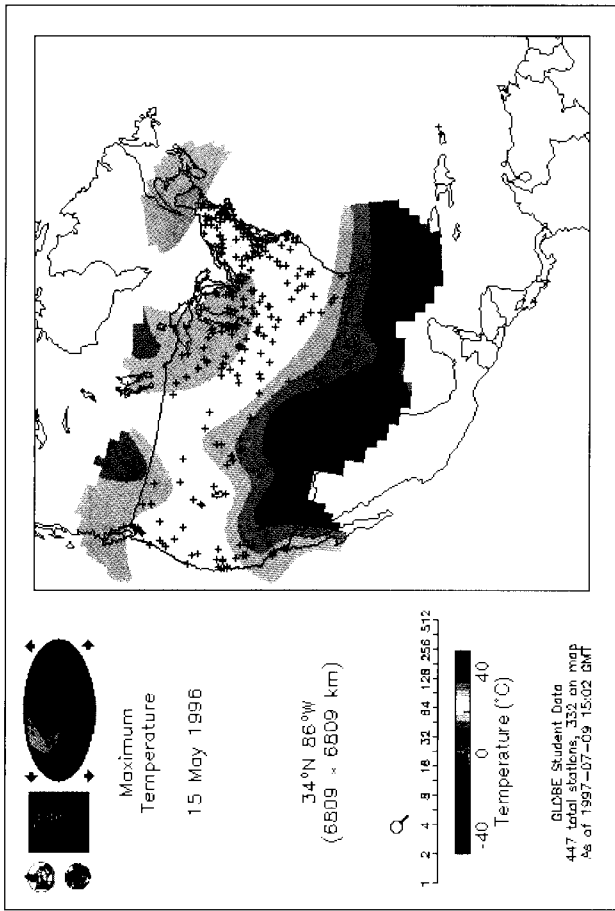 Maximum
Temperature
15 May 1996
34°N 86°W
(6809 x 6809 km)
1 2 4 8 16 32 64 128 256 512
-40 0 40
Temperature (°C)
GLOBE Student Data
447 total stations, 332 on map
As of 1997-07-09 15:02 GMT